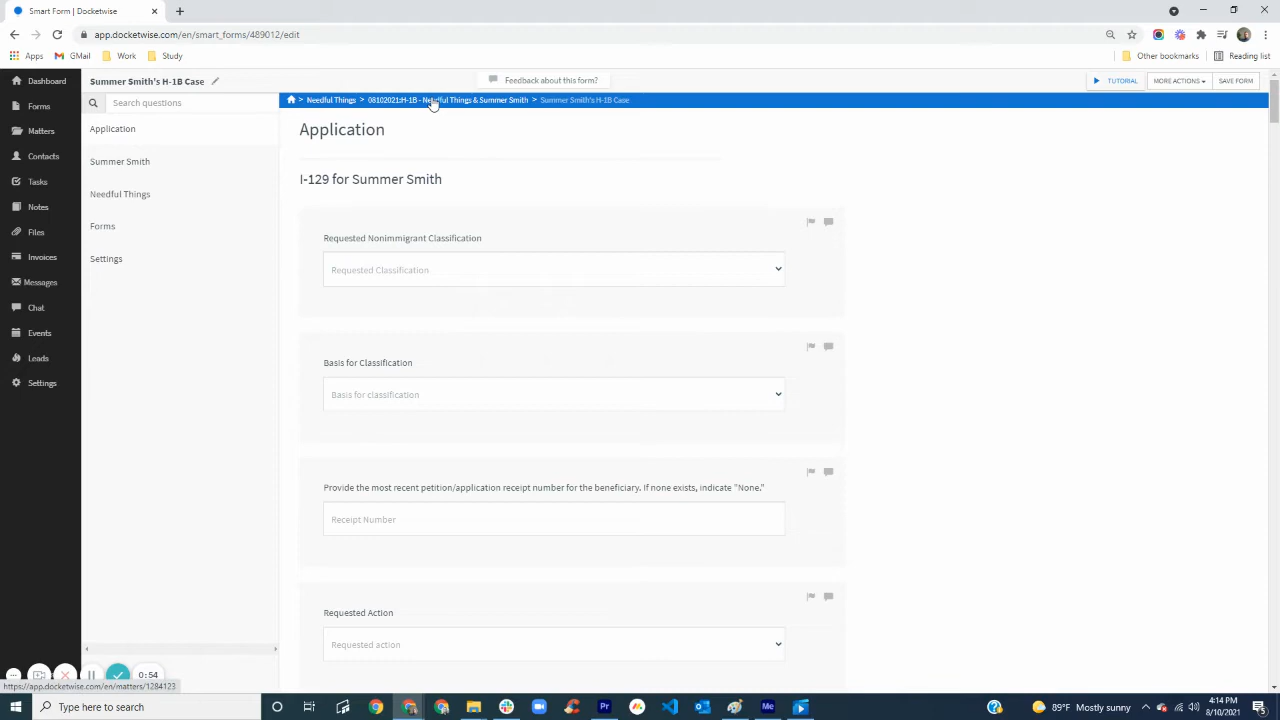 Smart Form | Docketwise
app.docketwise.com/en/smart_forms/489012/edit
Apps
GMail
Work
Study
Other bookmarks
Reading list
Dashboard
Forms
Matters
Contacts
Tasks
Notes
Files
Invoices
Messages
Chat
Events
Leads
Settings
Summer Smith's H-1B Case
Search questions
Application
Summer Smith
Needful Things
Forms
Settings
Feedback about this form?
TUTORIAL
MORE ACTIONS
SAVE FORM
Needful Things > 08102021:H-1B - Needful Things & Summer Smith > Summer Smith's H-1B Case
Application
I-129 for Summer Smith
Requested Nonimmigrant Classification
Requested Classification
Basis for Classification
Basis for classification
Provide the most recent petition/application receipt number for the beneficiary. If none exists, indicate "None."
Receipt Number
Requested Action
Requested action
0:54
https://app.docketwise.com/en/matters/1284123
Type here to search
Pr
Me
89°F Mostly sunny
4:14 PM
8/10/2021